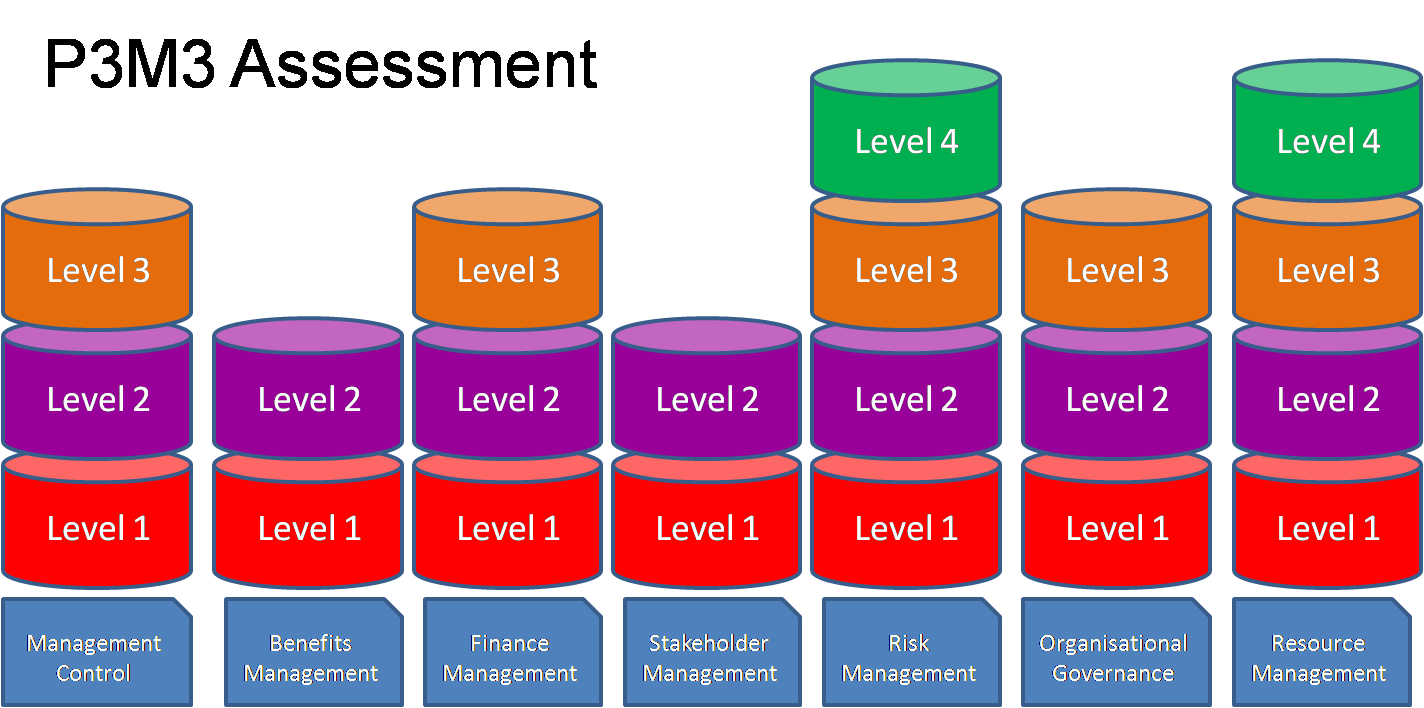 P3M3 Assessment
Level 4
Level 4
Level 3
Level 3
Level 3
Level 3
Level 3
Level 2
Level 2
Level 2
Level 2
Level 2
Level 2
Level 2
Level 1
Level 1
Level 1
Level 1
Level 1
Level 1
Level 1
Management
Control
Benefits
Management
Finance
Management
Stakeholder
Management
Risk
Management
Organisational
Governance
Resource
Management